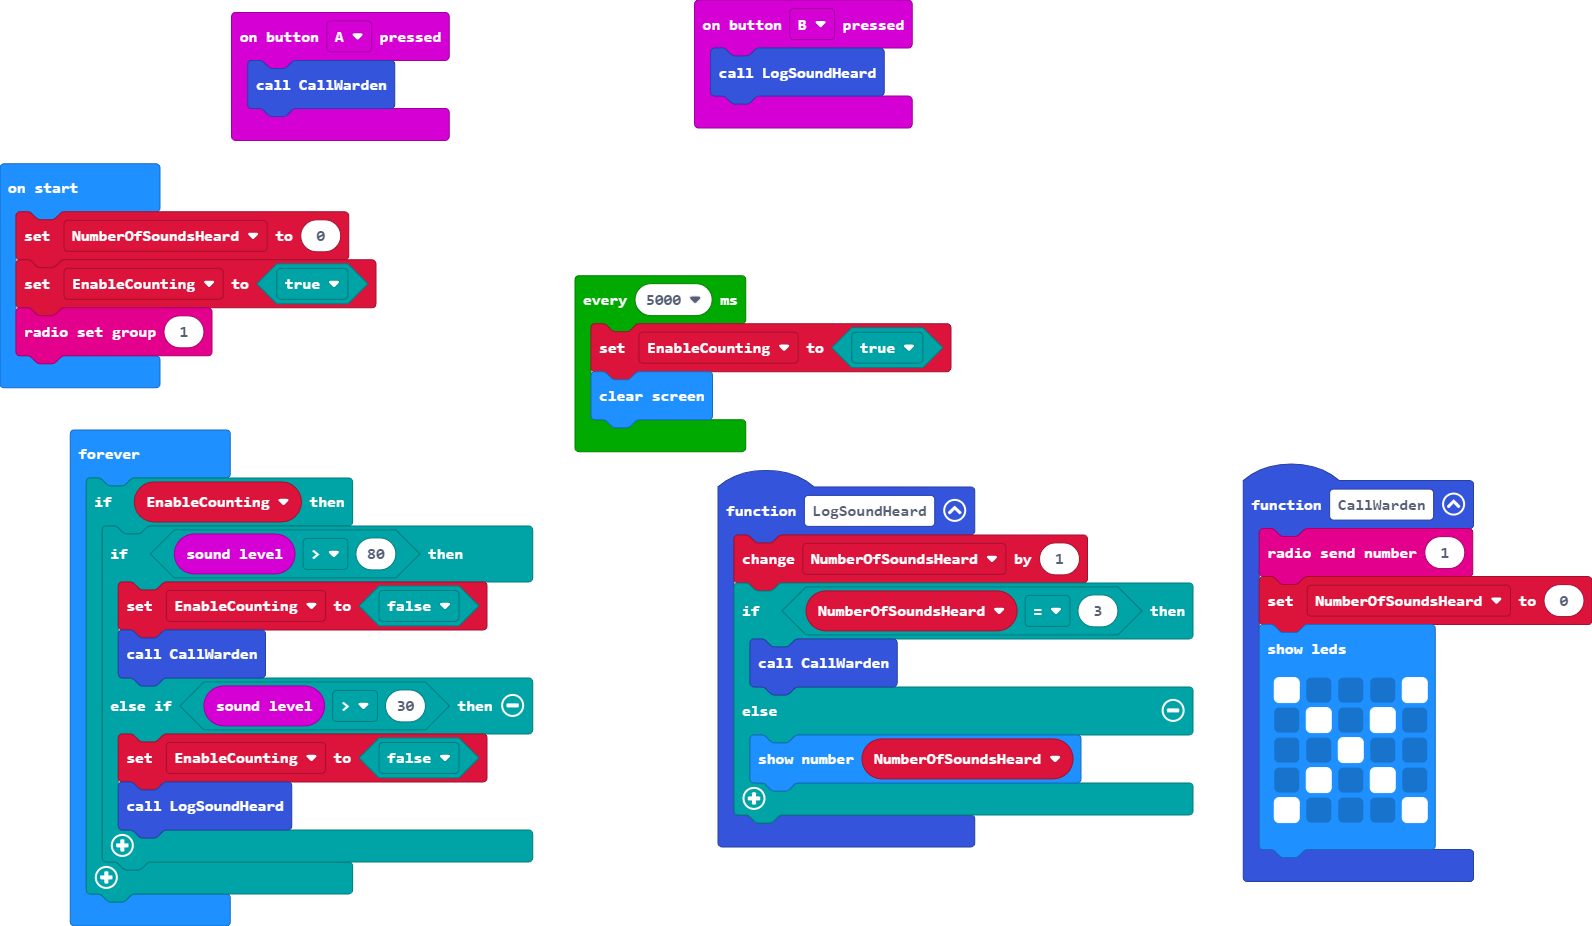 on button A pressed
call CallWarden
on button B pressed
call LogSoundHeard
on start
set NumberOfSoundsHeard to 0
set EnableCounting to true
radio set group 1
every 5000 ms
set EnableCounting to true
clear screen
forever
if EnableCounting then
if sound level > 80 then
set EnableCounting to false
call CallWarden
else if sound level > 30 then
set EnableCounting to false
call LogSoundHeard
function LogSoundHeard
change NumberOfSoundsHeard by 1
if NumberOfSoundsHeard = 3 then
call CallWarden
else
show number NumberOfSoundsHeard
function CallWarden
radio send number 1
set NumberOfSoundsHeard to 0
show leds